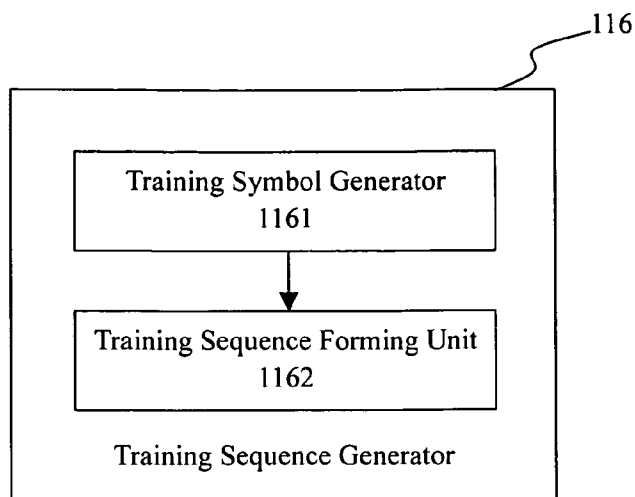 116
Training Symbol Generator
1161
Training Sequence Forming Unit
1162
Training Sequence Generator